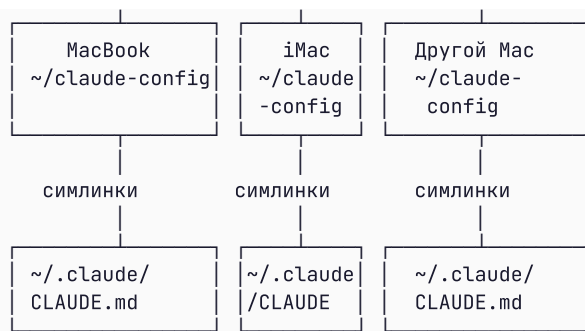 MacBook iMac Другой Mac
~/claude-config ~/claude ~/claude-
-config config
симлинки симлинки симлинки
~/.claude/ ~/.claude ~/.claude/
CLAUDE.md /CLAUDE CLAUDE.md